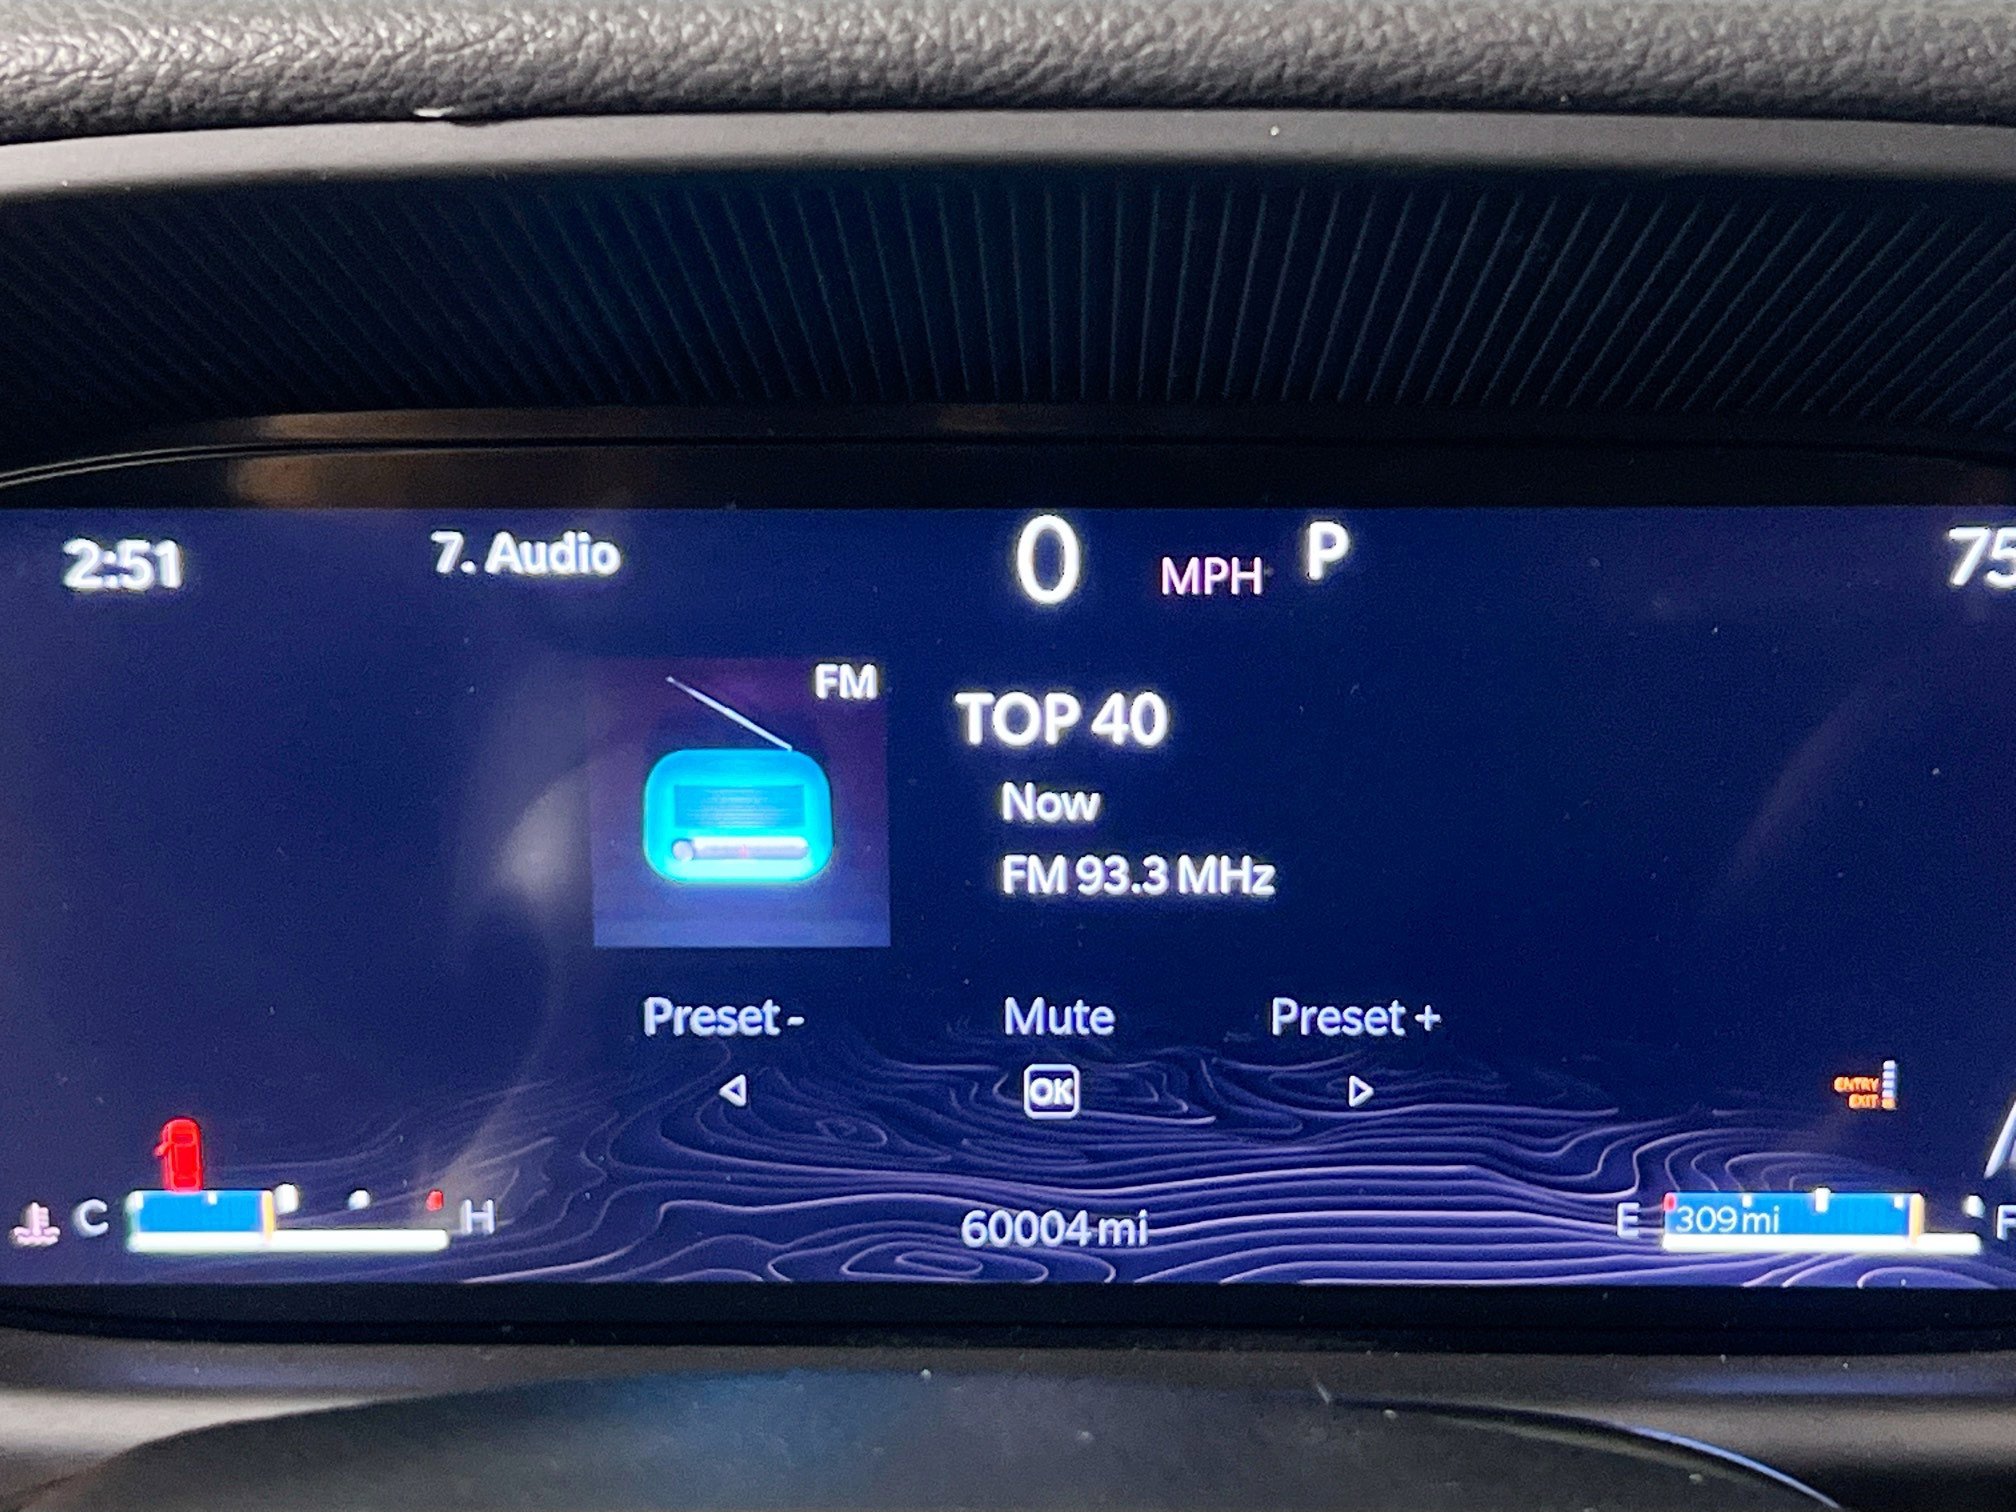 2:51 7. Audio 0 MPH P 75
FM
TOP 40
Now
FM 93.3 MHz
Preset - Mute Preset +
OK
ENTRY
EXIT
C H 60004 mi E 309 mi F